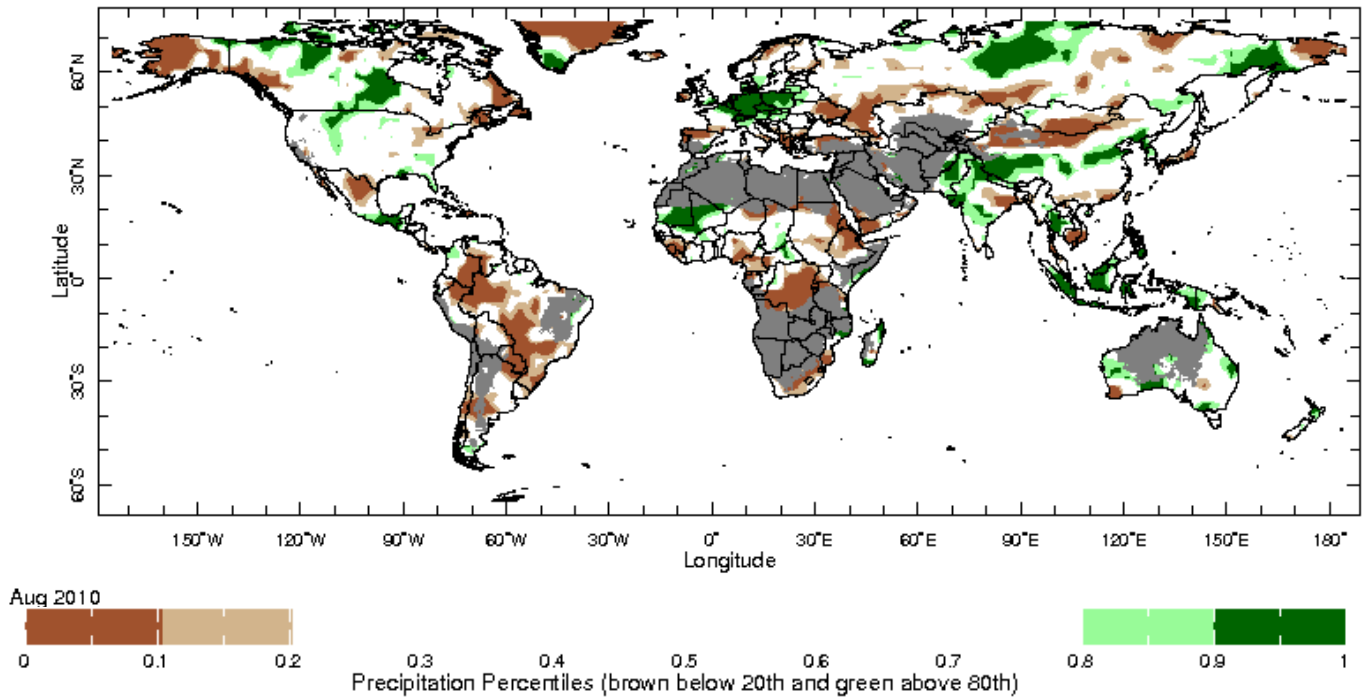 60°N
30°N
Latitude
0°
30°S
60°S
150°W 120°W 90°W 60°W 30°W 0° 30°E 60°E 90°E 120°E 150°E 180°
Longitude
Aug 2010
0 0.1 0.2 0.3 0.4 0.5 0.6 0.7 0.8 0.9 1
Precipitation Percentiles (brown below 20th and green above 80th)